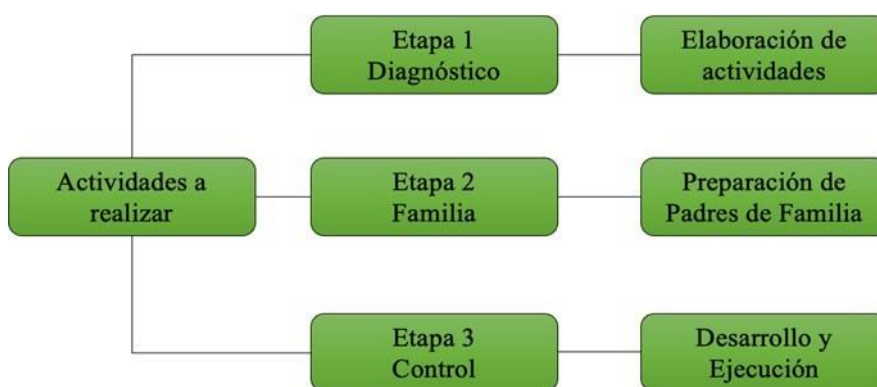 Etapa 1
Diagnóstico
Elaboración de
actividades
Actividades a
realizar
Etapa 2
Familia
Preparación de
Padres de Familia
Etapa 3
Control
Desarrollo y
Ejecución